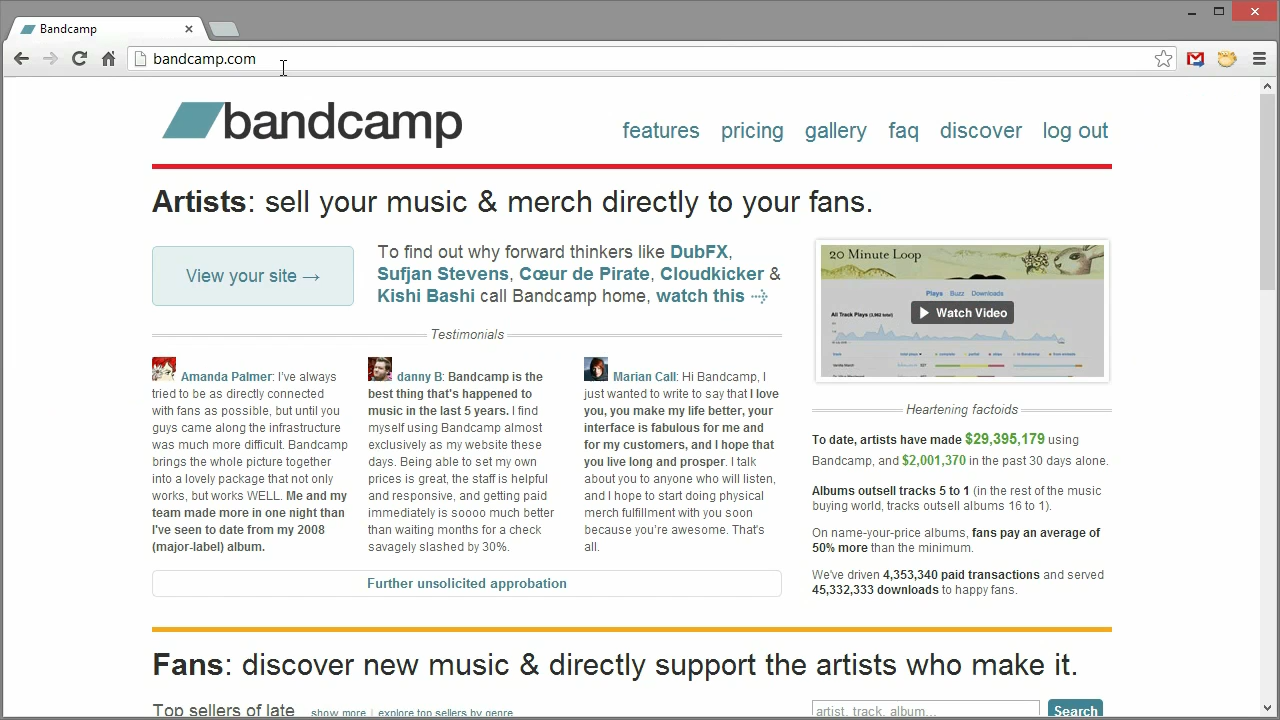 Bandcamp
bandcamp.com
bandcamp
features pricing gallery faq discover log out
Artists: sell your music & merch directly to your fans.
View your site →
To find out why forward thinkers like DubFX,
Sufjan Stevens, Cœur de Pirate, Cloudkicker &
Kishi Bashi call Bandcamp home, watch this
Testimonials
Amanda Palmer: I've always
tried to be as directly connected
with fans as possible, but until you
guys came along the infrastructure
was much more difficult. Bandcamp
brings the whole picture together
into a lovely package that not only
works, but works WELL. Me and my
team made more in one night than
I've seen to date from my 2008
(major-label) album.
danny B: Bandcamp is the
best thing that's happened to
music in the last 5 years. I find
myself using Bandcamp almost
exclusively as my website these
days. Being able to set my own
prices is great, the staff is helpful
and responsive, and getting paid
immediately is soooo much better
than waiting months for a check
savagely slashed by 30%.
Marian Call: Hi Bandcamp, I
just wanted to write to say that I love
you, you make my life better, your
interface is fabulous for me and
for my customers, and I hope that
you live long and prosper. I talk
about you to anyone who will listen,
and I hope to start doing physical
merch fulfillment with you soon
because you're awesome. That's
all.
Further unsolicited approbation
20 Minute Loop
Plays Buzz Downloads
Watch Video
All Track Plays
Heartening factoids
To date, artists have made $29,395,179 using
Bandcamp, and $2,001,370 in the past 30 days alone.
Albums outsell tracks 5 to 1 (in the rest of the music
buying world, tracks outsell albums 16 to 1).
On name-your-price albums, fans pay an average of
50% more than the minimum.
We've driven 4,353,340 paid transactions and served
45,332,333 downloads to happy fans.
Fans: discover new music & directly support the artists who make it.
Top sellers of late show more | explore top sellers by genre
artist, track, album... Search